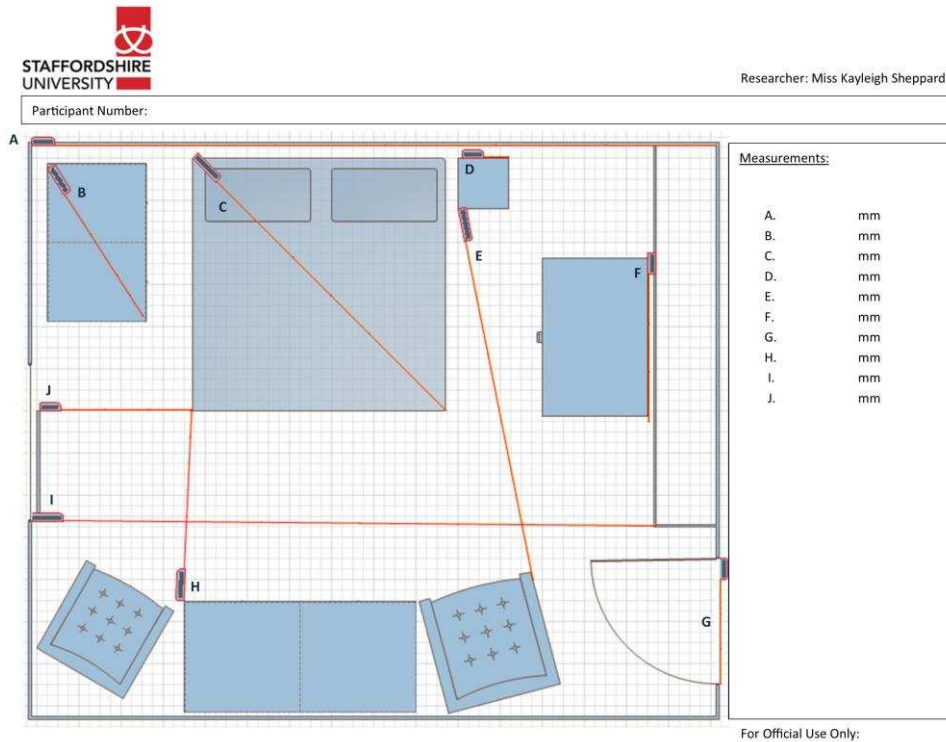 STAFFORDSHIRE
UNIVERSITY
Researcher: Miss Kayleigh Sheppard
Participant Number:
A
B
C
D
E
F
J
I
H
G
Measurements:
A. mm
B. mm
C. mm
D. mm
E. mm
F. mm
G. mm
H. mm
I. mm
J. mm
For Official Use Only: